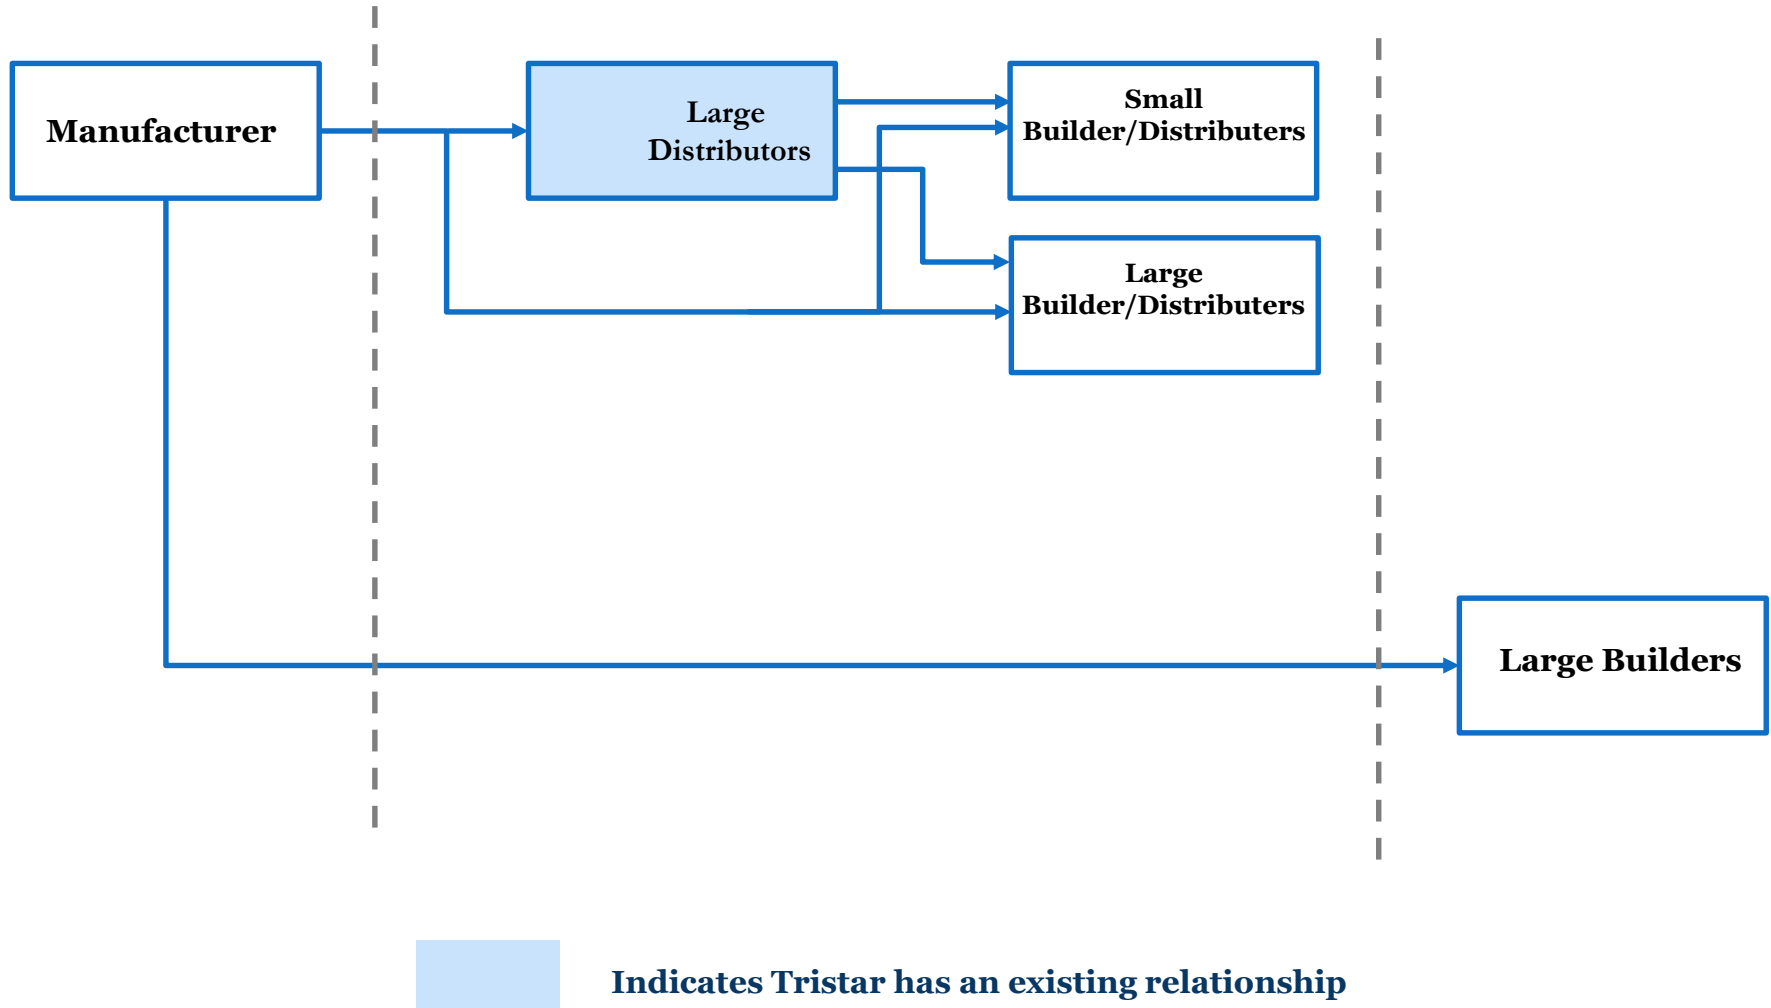 Manufacturer
Large
Distributors
Small
Builder/Distributers
Large
Builder/Distributers
Large Builders
Indicates Tristar has an existing relationship